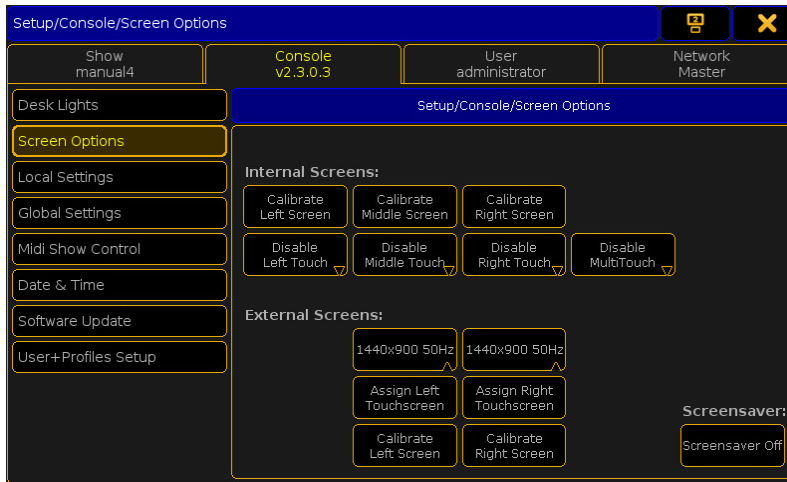 Setup/Console/Screen Options
2
Show
manual4
Console
v2.3.0.3
User
administrator
Network
Master
Desk Lights
Screen Options
Local Settings
Global Settings
Midi Show Control
Date & Time
Software Update
User+Profiles Setup
Setup/Console/Screen Options
Internal Screens:
Calibrate
Left Screen
Calibrate
Middle Screen
Calibrate
Right Screen
Disable
Left Touch
Disable
Middle Touch
Disable
Right Touch
Disable
MultiTouch
External Screens:
1440x900 50Hz
1440x900 50Hz
Assign Left
Touchscreen
Assign Right
Touchscreen
Calibrate
Left Screen
Calibrate
Right Screen
Screensaver:
Screensaver Off